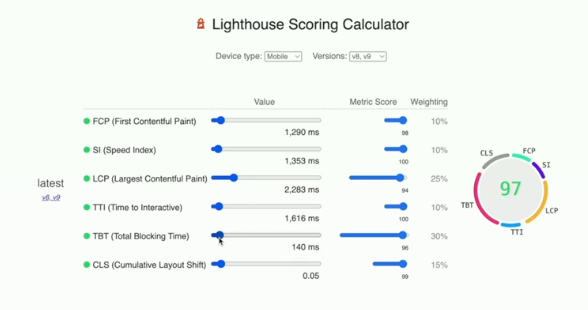 Lighthouse Scoring Calculator
Device type: Mobile Versions: v8, v9
Value Metric Score Weighting
FCP (First Contentful Paint) 10%
1,290 ms 98
SI (Speed Index) 10%
1,353 ms 100
latest
v8, v9
LCP (Largest Contentful Paint) 25%
2,283 ms 94
TTI (Time to Interactive) 10%
1,616 ms 100
TBT (Total Blocking Time) 30%
140 ms 96
CLS (Cumulative Layout Shift) 15%
0.05 99
CLS FCP
SI
97
TBT LCP
TTI